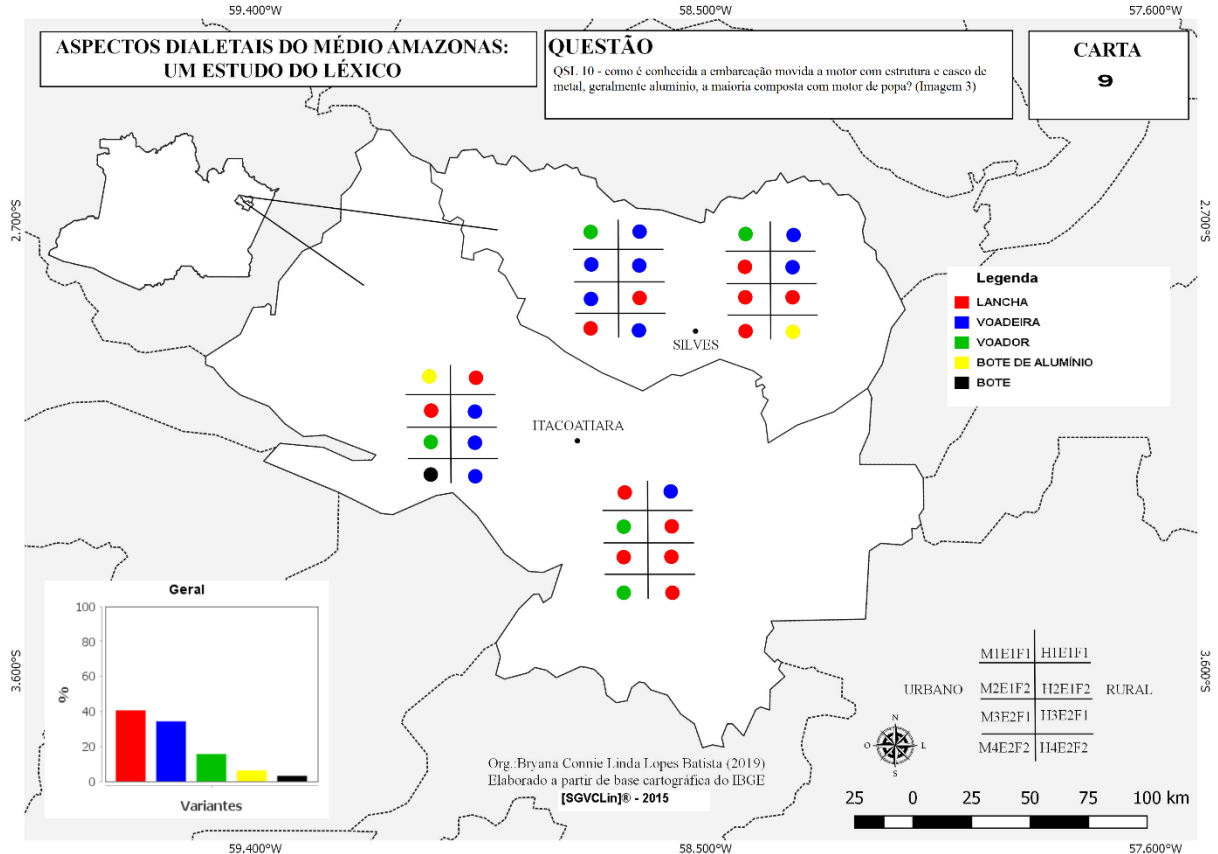 59.400°W 58.500°W 57.600°W
ASPECTOS DIALETAIS DO MÉDIO AMAZONAS:
UM ESTUDO DO LÉXICO
QUESTÃO
QSL 10 - como é conhecida a embarcação movida a motor com estrutura e casco de
metal, geralmente alumínio, a maioria composta com motor de popa? (Imagem 3)
CARTA
9
2.700°S
2.700°S
SILVES
ITACOATIARA
Legenda
LANCHA
VOADEIRA
VOADOR
BOTE DE ALUMÍNIO
BOTE
Geral
100
80
60
40
20
0
%
Variantes
3.600°S
3.600°S
M1E1F1 H1E1F1
URBANO M2E1F2 H2E1F2 RURAL
M3E2F1 H3E2F1
M4E2F2 H4E2F2
N
O L
S
Org.:Bryana Connie Linda Lopes Batista (2019)
Elaborado a partir de base cartográfica do IBGE
[SGVCLin]® - 2015
25 0 25 50 75 100 km
59.400°W 58.500°W 57.600°W